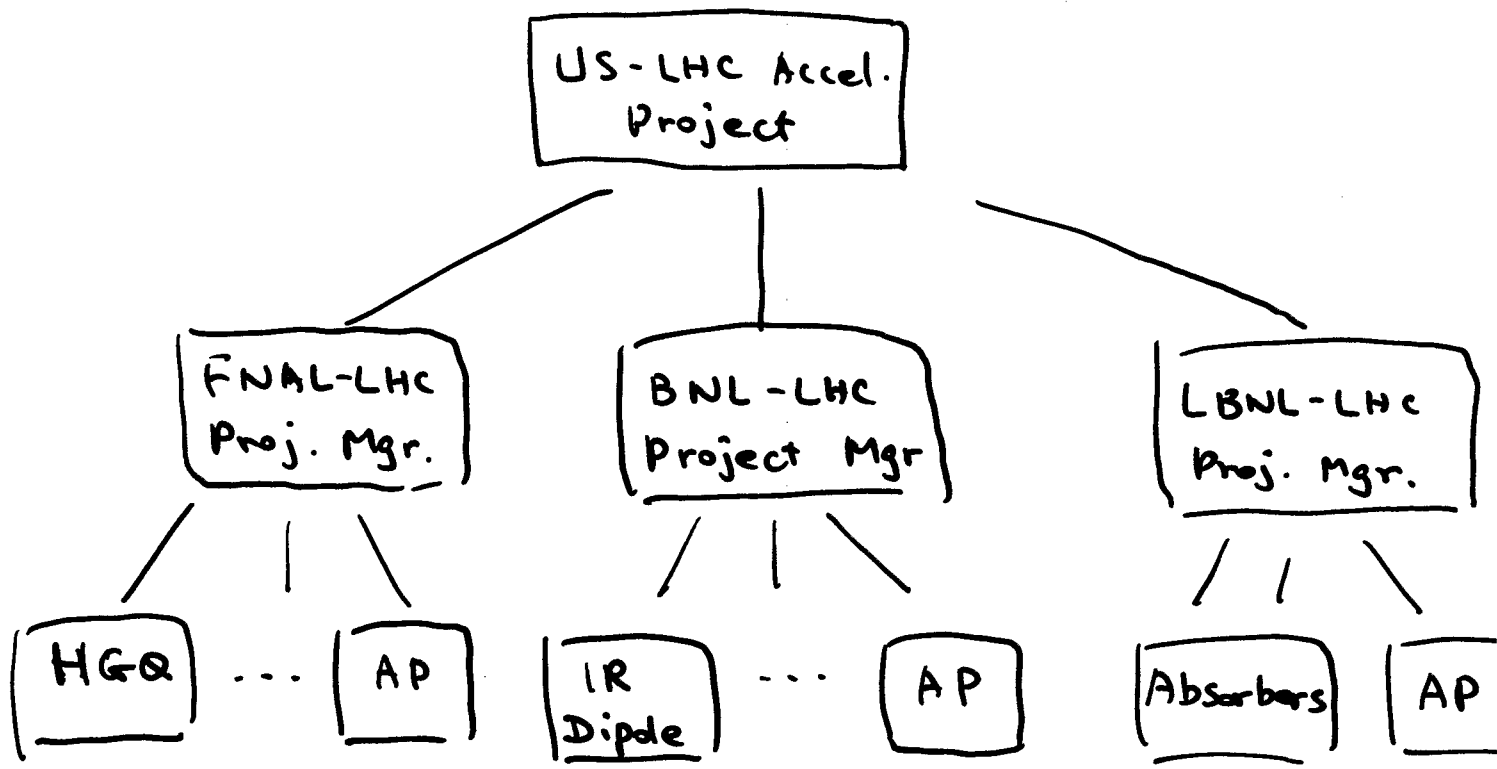 US-LHC Accel.
Project
FNAL-LHC
Proj. Mgr.
BNL-LHC
Project Mgr
LBNL-LHC
Proj. Mgr.
HGQ
...
AP
IR
Dipole
...
AP
Absorbers
AP